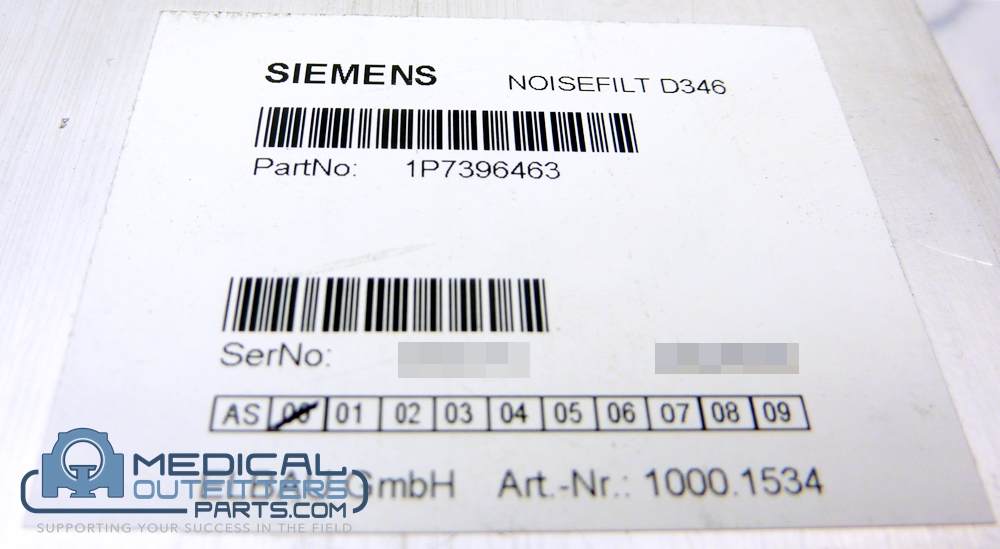 SIEMENS NOISEFILT D346
PartNo: 1P7396463
SerNo:
AS 00 01 02 03 04 05 06 07 08 09
GmbH Art.-Nr.: 1000.1534
MEDICAL
OUTFITTERS
PARTS.COM
SUPPORTING YOUR SUCCESS IN THE FIELD